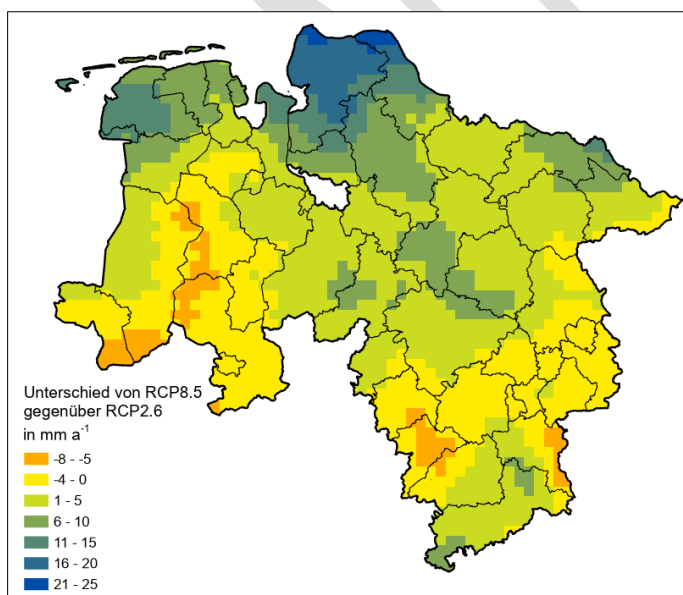 Unterschied von RCP8.5
gegenüber RCP2.6
in mm a⁻¹
-8 - -5
-4 - 0
1 - 5
6 - 10
11 - 15
16 - 20
21 - 25